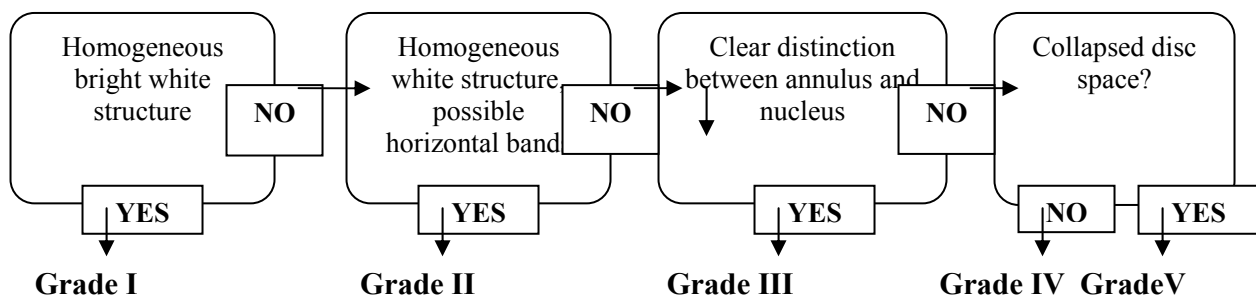 Homogeneous
bright white
structure
NO
YES
Grade I
Homogeneous
white structure,
possible
horizontal band
NO
YES
Grade II
Clear distinction
between annulus and
nucleus
NO
YES
Grade III
Collapsed disc
space?
NO
YES
Grade IV
GradeV